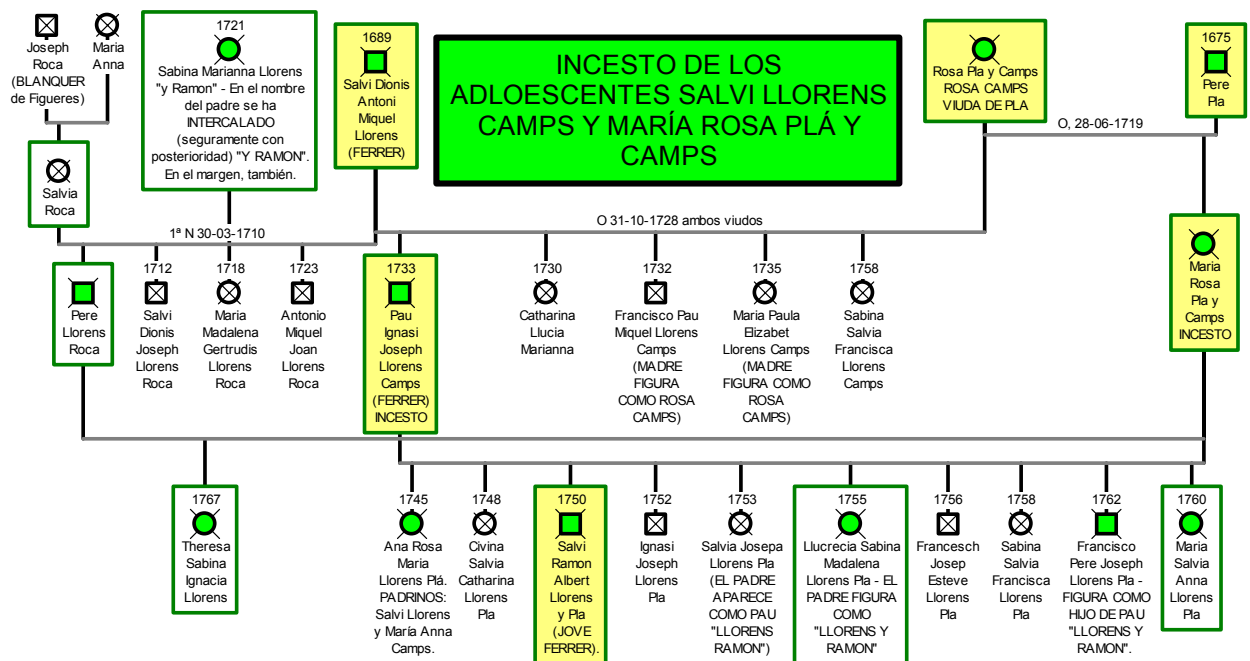 Joseph
Roca
(BLANQUER
de Figueres)
Maria
Anna
1721
Sabina Marianna Llorens
"y Ramon" - En el nombre
del padre se ha
INTERCALADO
(seguramente con
posterioridad) "Y RAMON".
En el margen, también.
1689
Salvi Dionis
Antoni
Miquel
Llorens
(FERRER)
INCESTO DE LOS
ADLOESCENTES SALVI LLORENS
CAMPS Y MARÍA ROSA PLÁ Y
CAMPS
Rosa Pla y Camps
ROSA CAMPS
VIUDA DE PLA
1675
Pere
Pla
O, 28-06-1719
Salvia
Roca
1ª N 30-03-1710
O 31-10-1728 ambos viudos
Pere
Llorens
Roca
1712
Salvi
Dionis
Joseph
Llorens
Roca
1718
Maria
Madalena
Gertrudis
Llorens
Roca
1723
Antonio
Miquel
Joan
Llorens
Roca
1733
Pau
Ignasi
Joseph
Llorens
Camps
(FERRER)
INCESTO
1730
Catharina
Llucia
Marianna
1732
Francisco Pau
Miquel Llorens
Camps
(MADRE
FIGURA
COMO ROSA
CAMPS)
1735
Maria Paula
Elizabet
Llorens Camps
(MADRE
FIGURA COMO
ROSA
CAMPS)
1758
Sabina
Salvia
Francisca
Llorens
Camps
Maria
Rosa
Pla y
Camps
INCESTO
1767
Theresa
Sabina
Ignacia
Llorens
1745
Ana Rosa
Maria
Llorens Plá.
PADRINOS:
Salvi Llorens
y María Anna
Camps.
1748
Civina
Salvia
Catharina
Llorens
Pla
1750
Salvi
Ramon
Albert
Llorens
y Pla
(JOVE
FERRER).
1752
Ignasi
Joseph
Llorens
Pla
1753
Salvia Josepa
Llorens Pla
(EL PADRE
APARECE
COMO PAU
"LLORENS
RAMON")
1755
Llucrecia Sabina
Madalena
Llorens Pla - EL
PADRE FIGURA
COMO
"LLORENS Y
RAMON"
1756
Francesch
Josep
Esteve
Llorens
Pla
1758
Sabina
Salvia
Francisca
Llorens
Pla
1762
Francisco
Pere Joseph
Llorens Pla -
FIGURA COMO
HIJO DE PAU
"LLORENS Y
RAMON".
1760
Maria
Salvia
Anna
Llorens
Pla